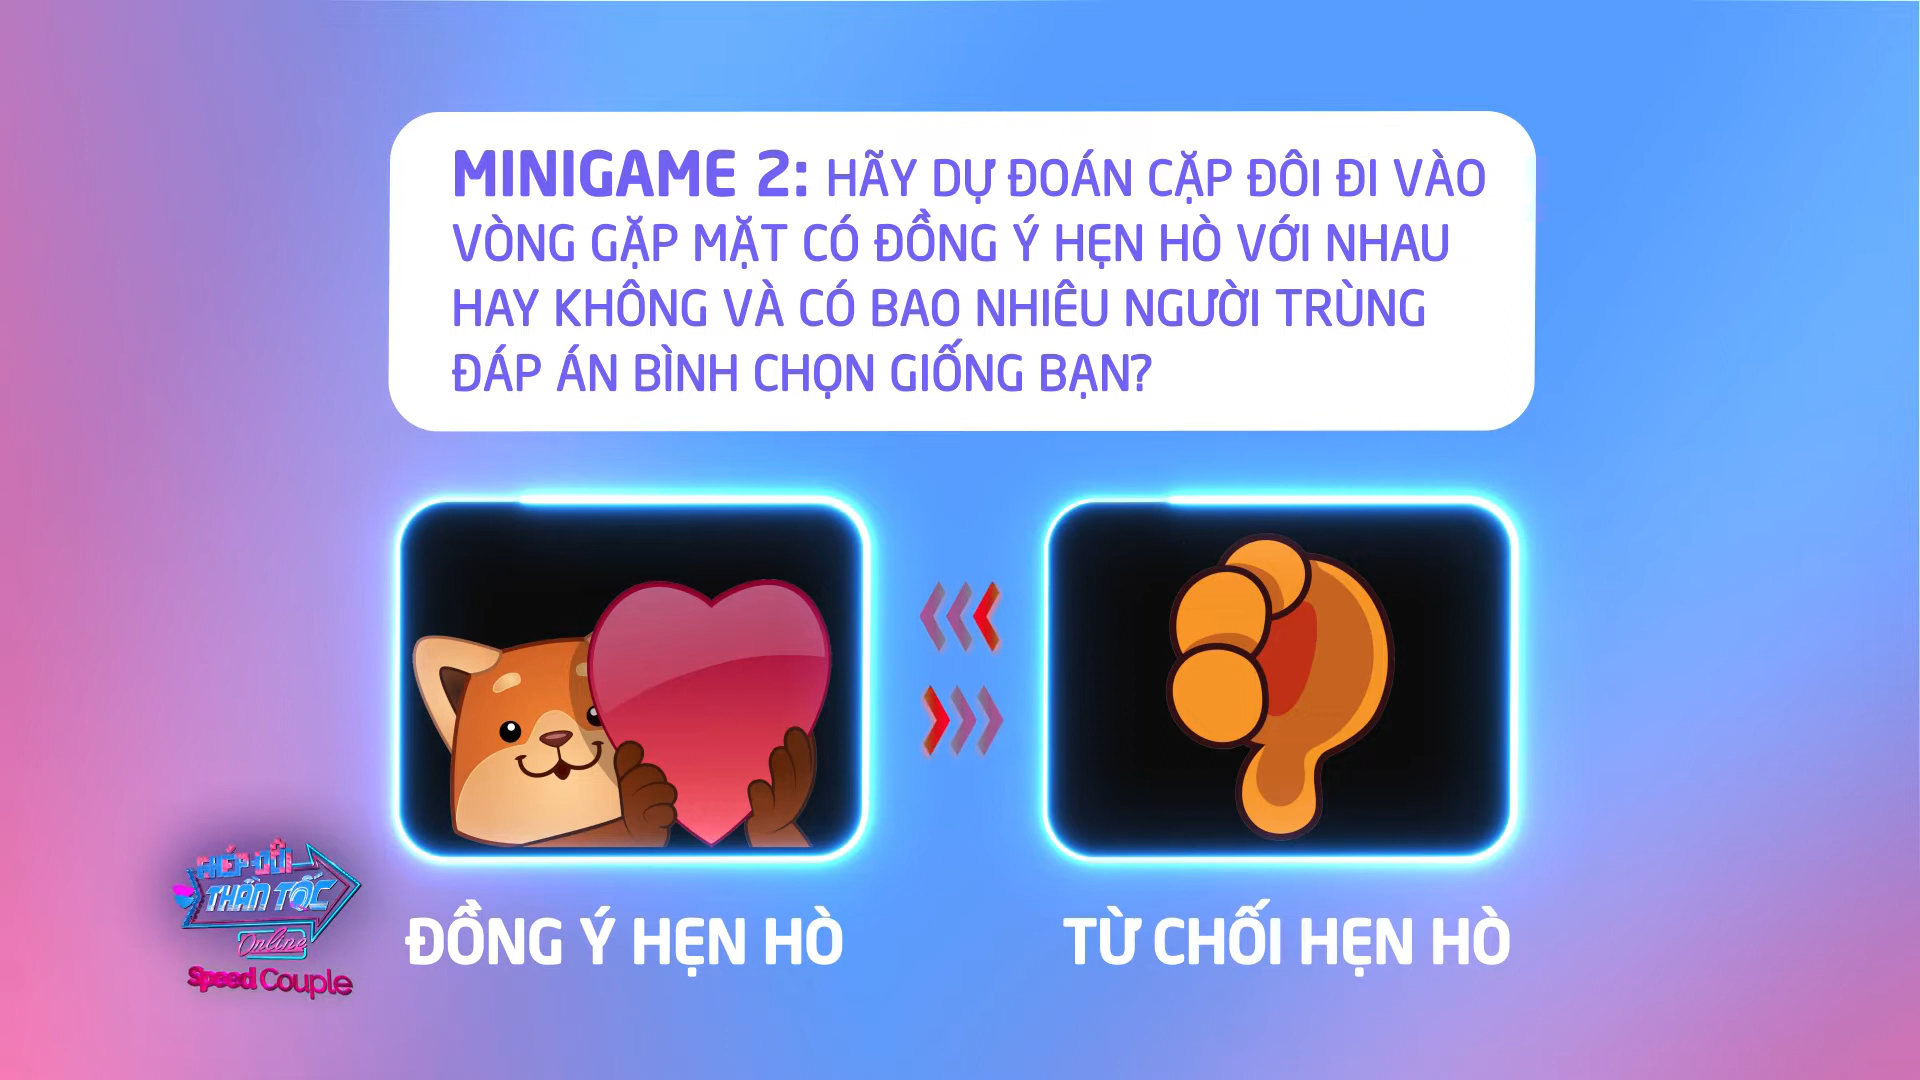 MINIGAME 2: HÃY DỰ ĐOÁN CẶP ĐÔI ĐI VÀO
VÒNG GẶP MẶT CÓ ĐỒNG Ý HẸN HÒ VỚI NHAU
HAY KHÔNG VÀ CÓ BAO NHIÊU NGƯỜI TRÙNG
ĐÁP ÁN BÌNH CHỌN GIỐNG BẠN?
ĐỒNG Ý HẸN HÒ
TỪ CHỐI HẸN HÒ
GHÉP ĐÔI
THẦN TỐC
Online
Speed Couple